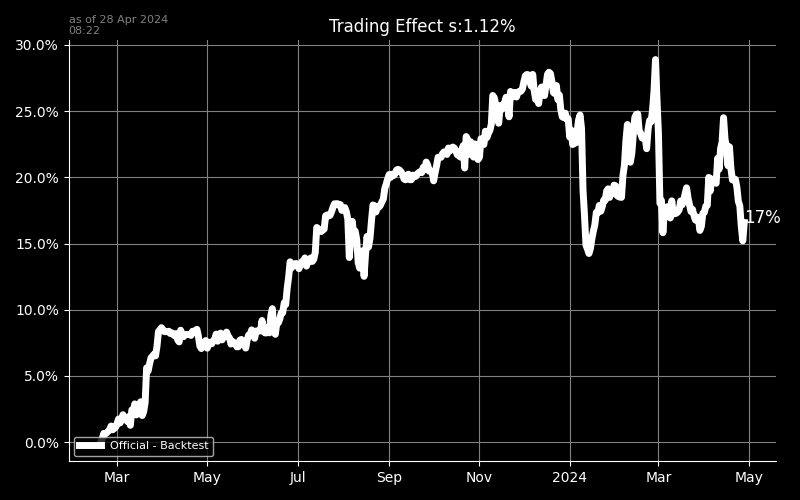 as of 28 Apr 2024
08:22
Trading Effect s:1.12%
30.0%
25.0%
20.0%
15.0%
10.0%
5.0%
0.0%
17%
Official - Backtest
Mar May Jul Sep Nov 2024 Mar May